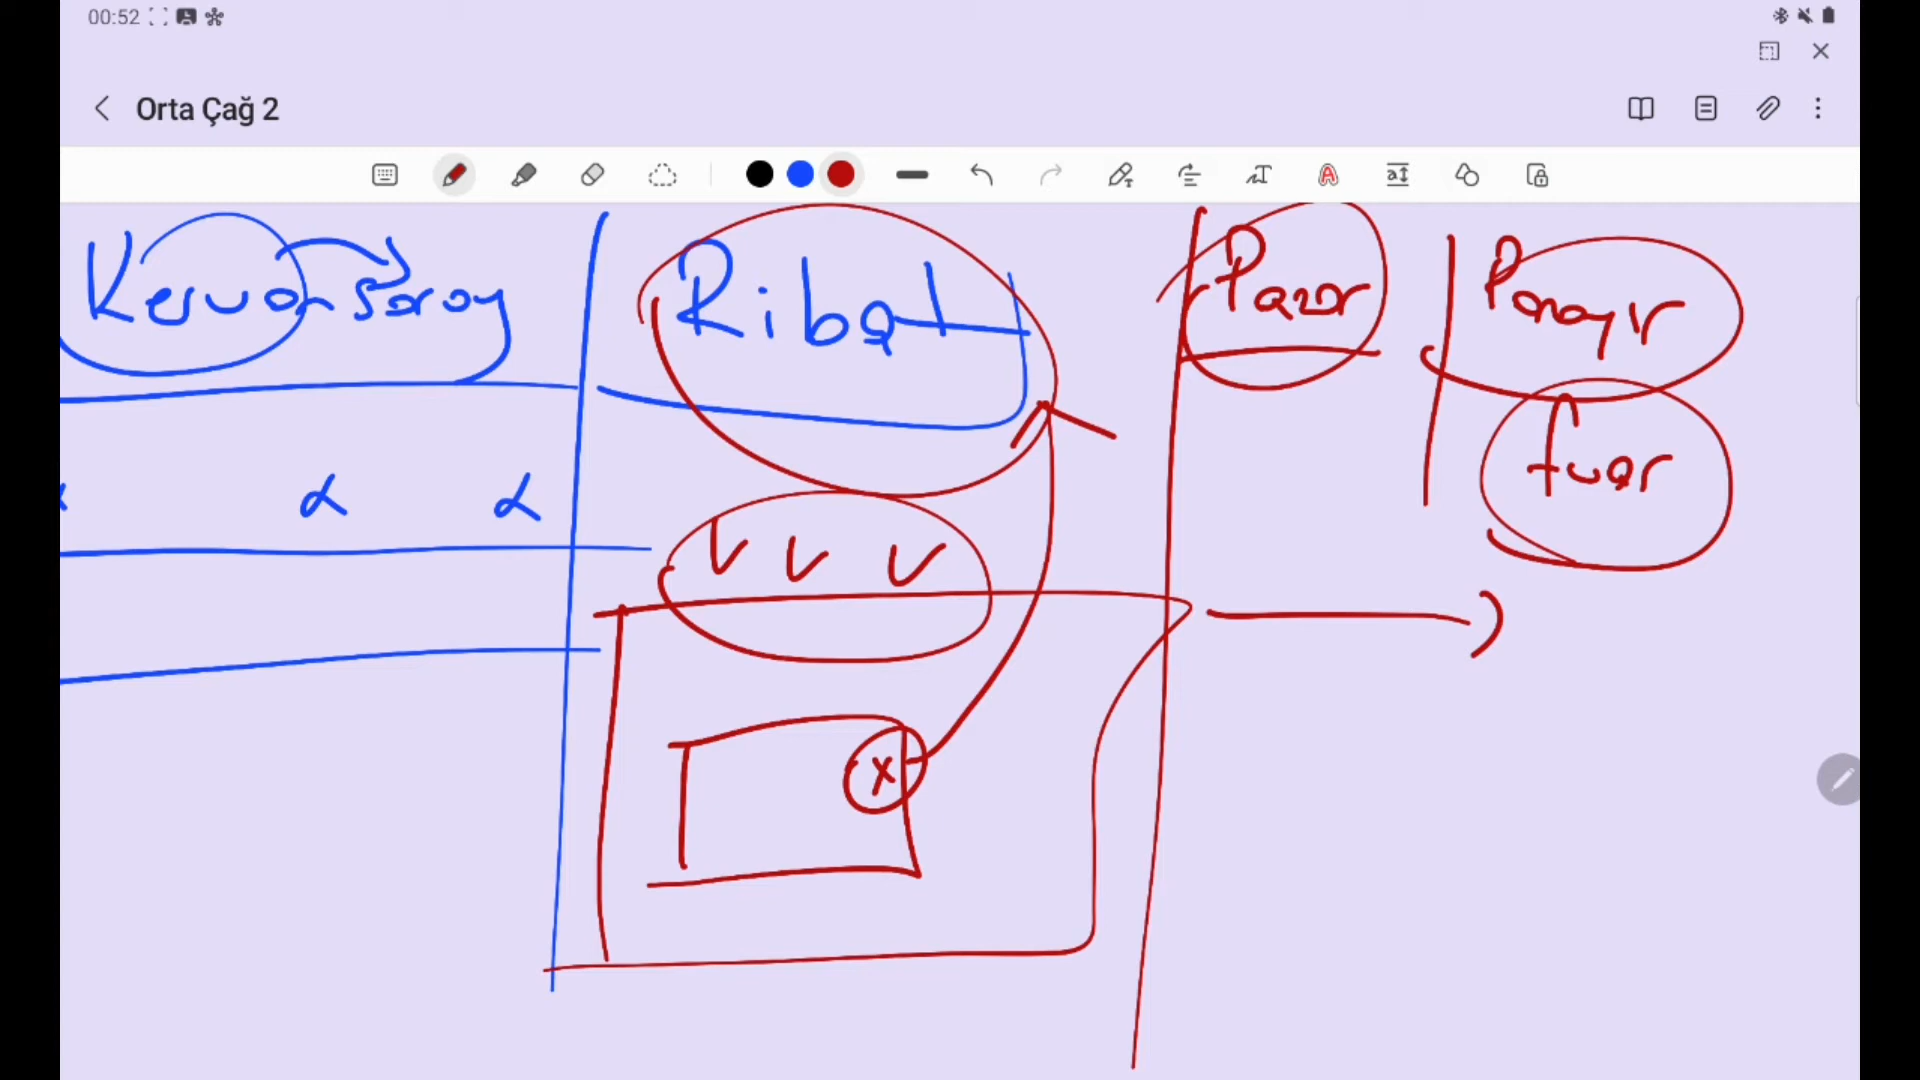 00:52
Orta Çağ 2
Kervansaray
Ribat
Pazar
Panayır
fuar
α α
x